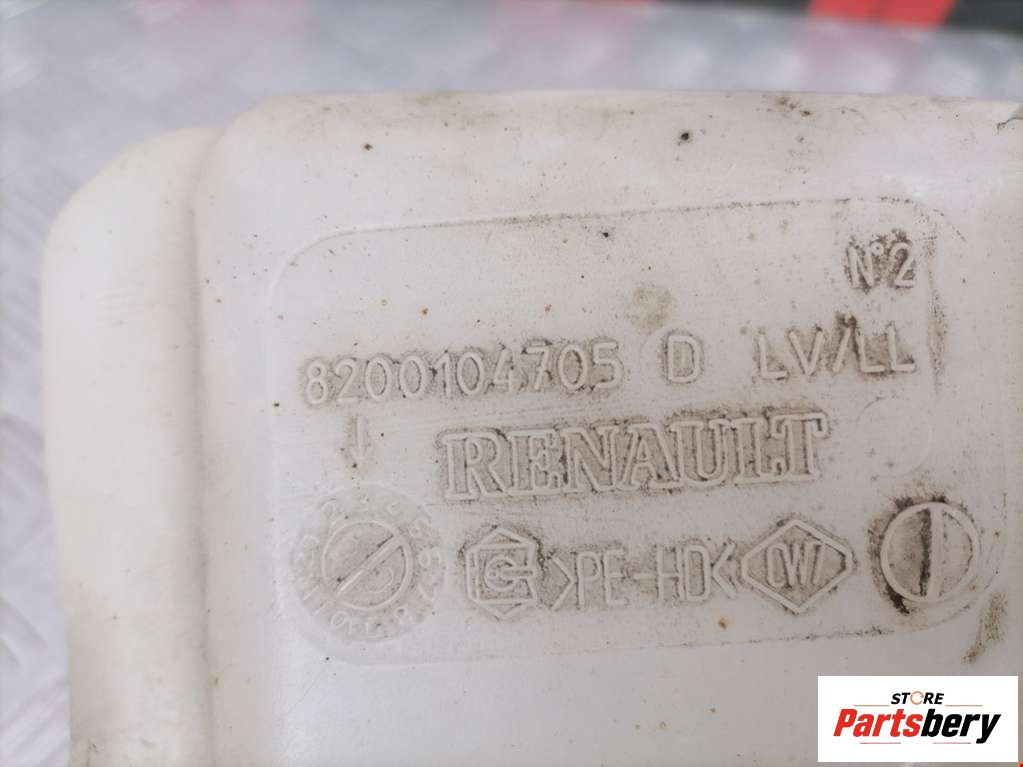 N°2
8200104705 D LV/LL
RENAULT
>PE-HD<
STORE
Partsbery